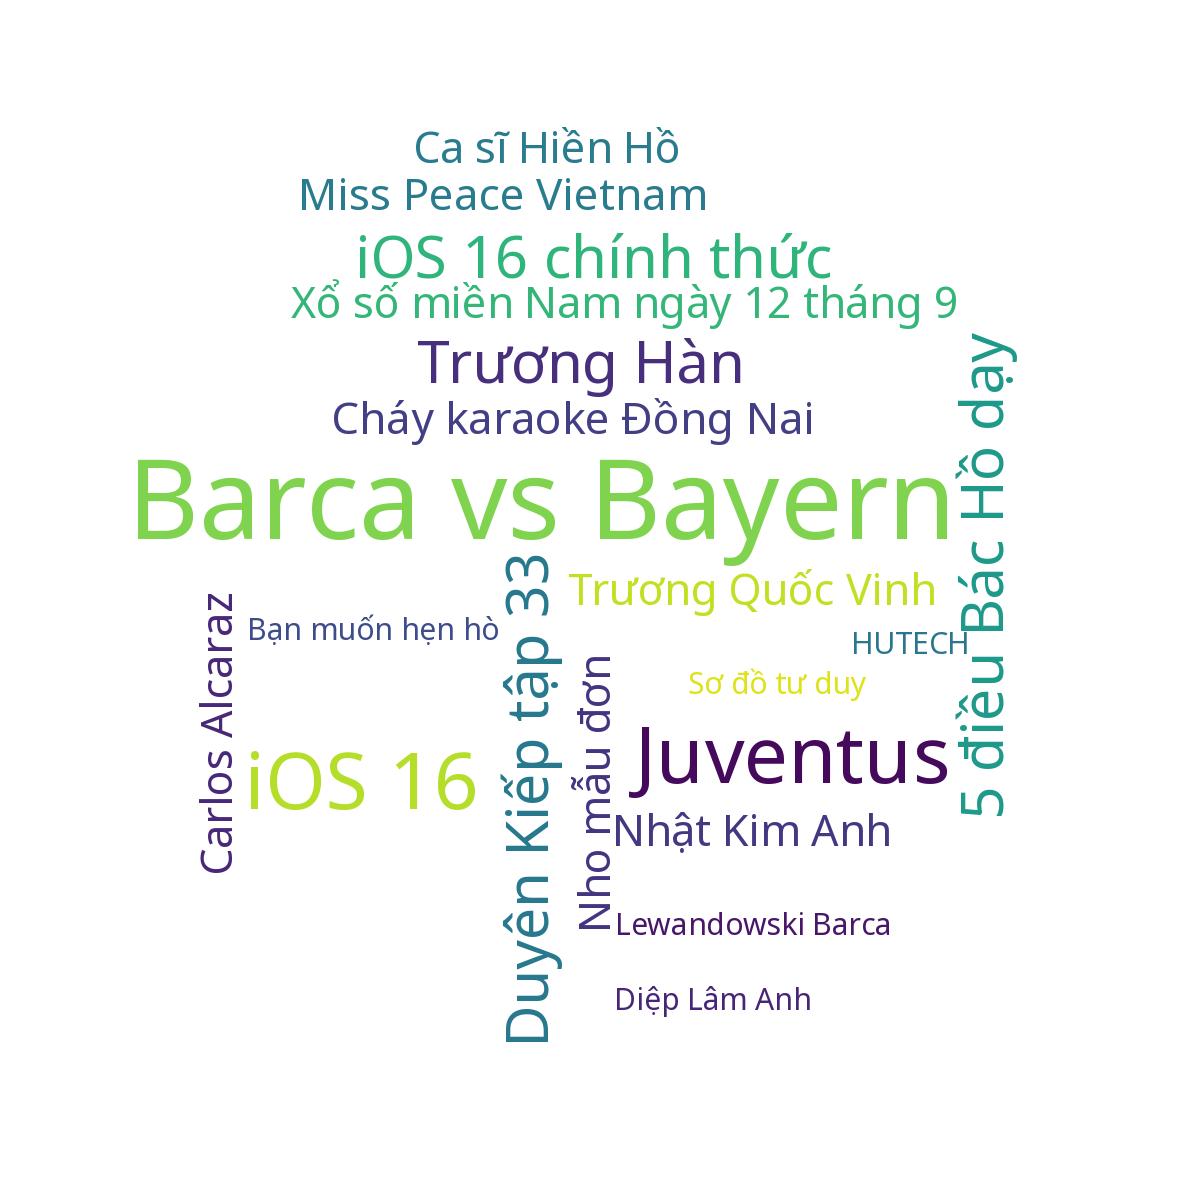 Ca sĩ Hiền Hồ
Miss Peace Vietnam
iOS 16 chính thức
Xổ số miền Nam ngày 12 tháng 9
Trương Hàn
Cháy karaoke Đồng Nai
Barca vs Bayern
5 điều Bác Hồ dạy
Trương Quốc Vinh
Duyên Kiếp tập 33
Carlos Alcaraz
Bạn muốn hẹn hò
HUTECH
Nho mẫu đơn
Sơ đồ tư duy
Juventus
iOS 16
Nhật Kim Anh
Lewandowski Barca
Diệp Lâm Anh